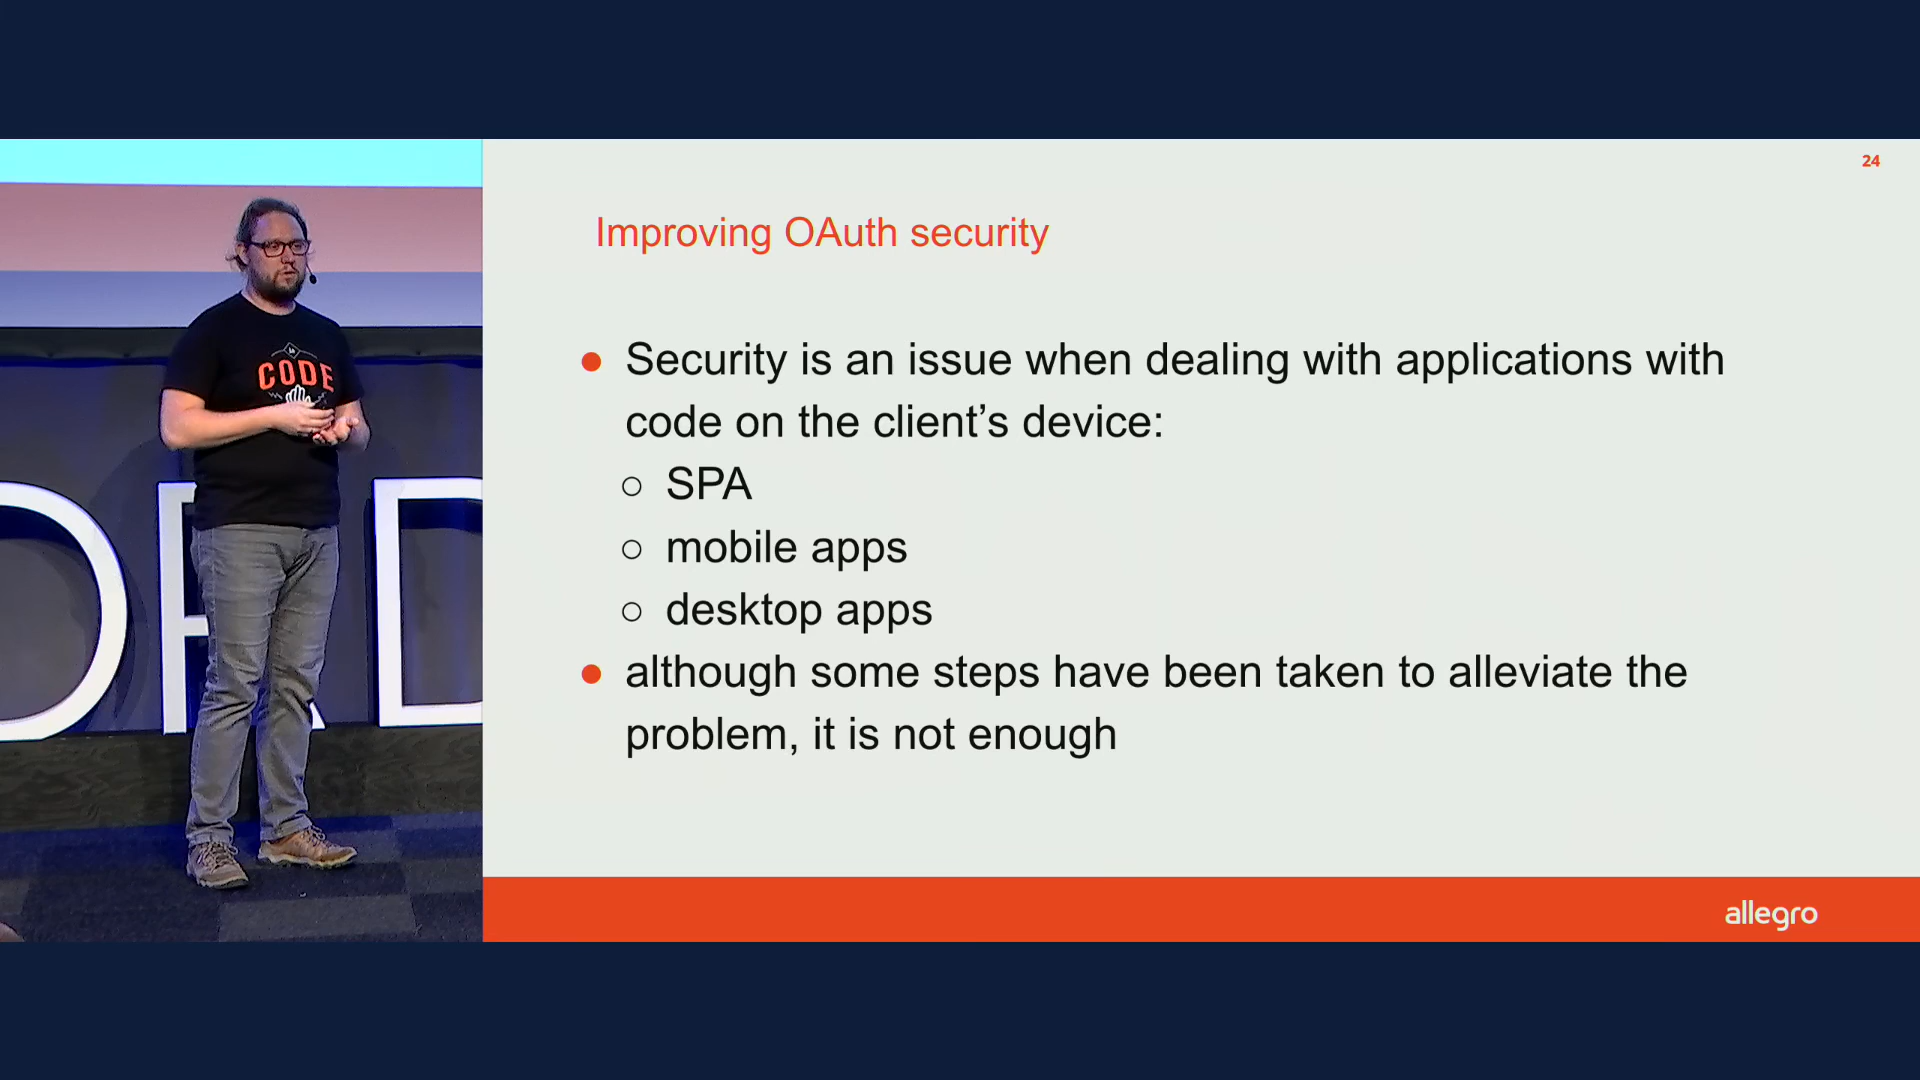 24
Improving OAuth security
● Security is an issue when dealing with applications with
code on the client’s device:
○ SPA
○ mobile apps
○ desktop apps
● although some steps have been taken to alleviate the
problem, it is not enough
allegro
CODE
ORD